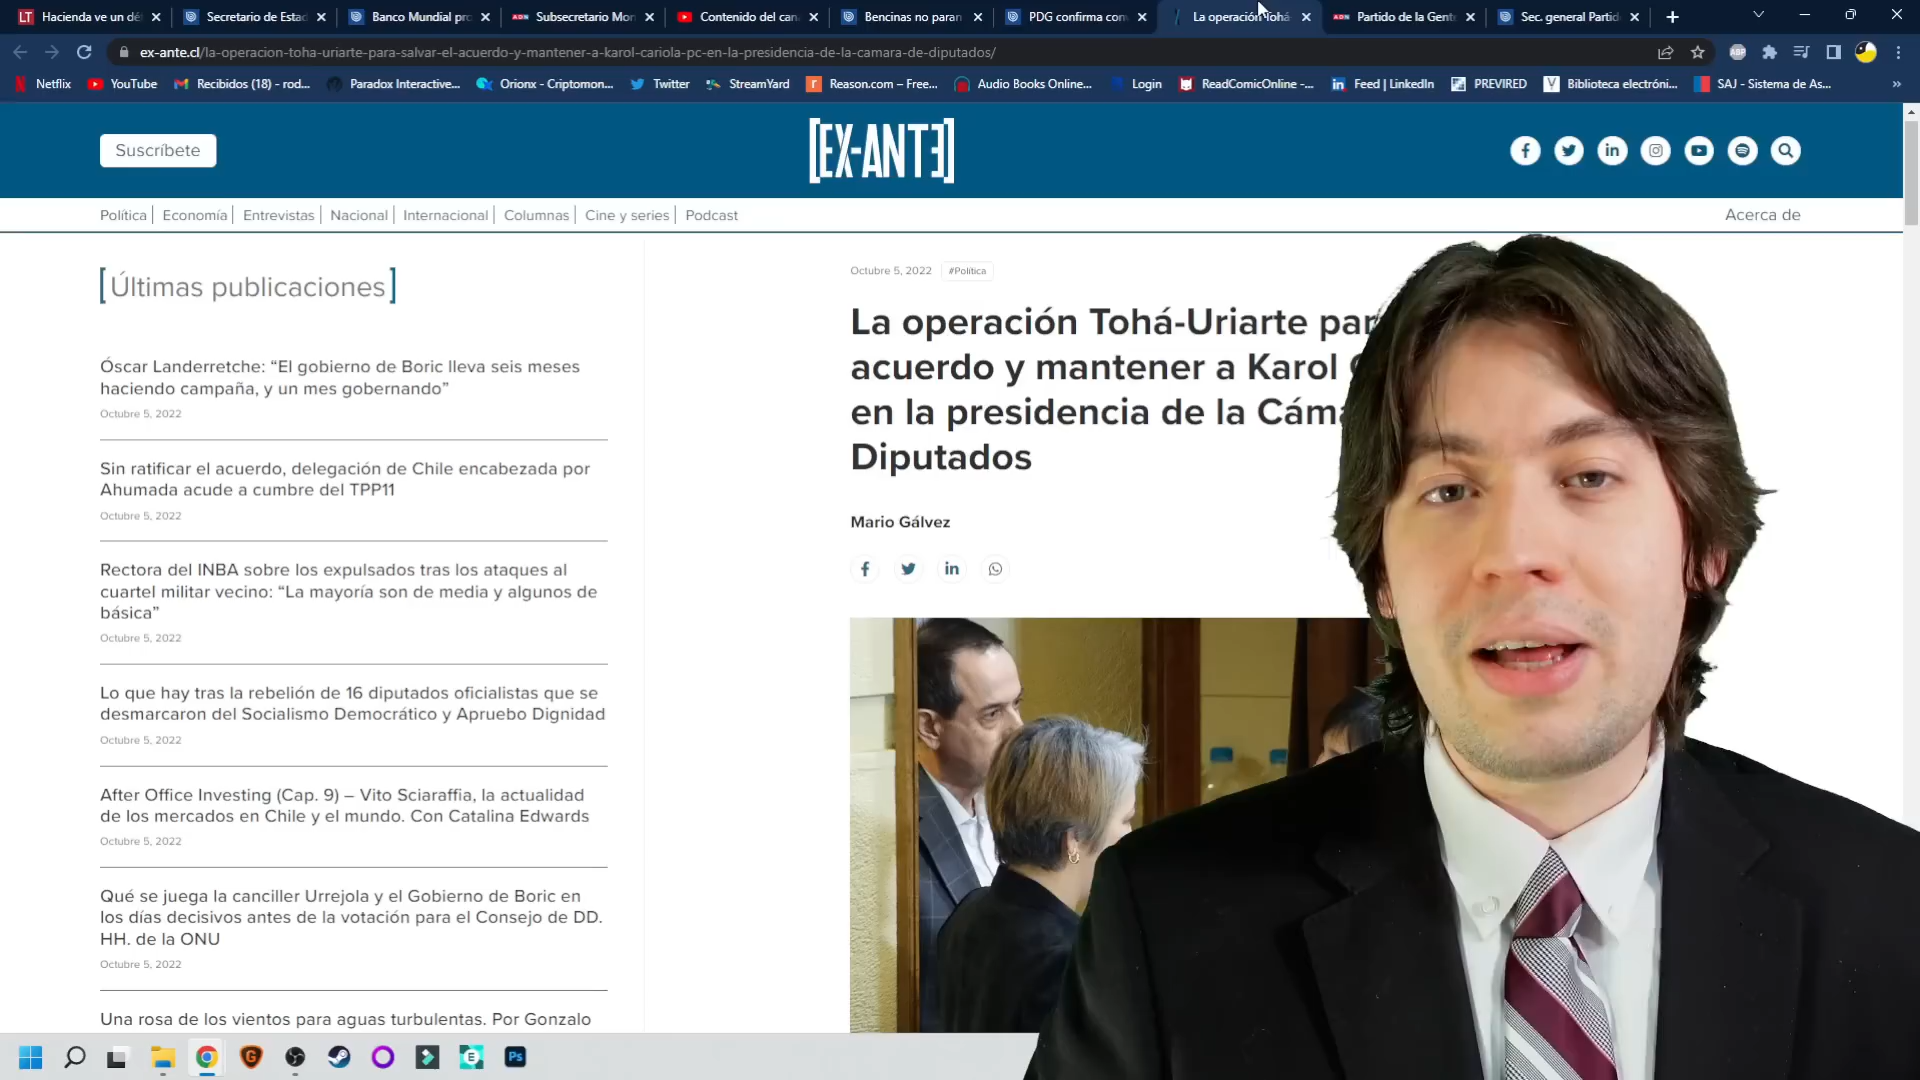 Hacienda ve un dé
Secretario de Estad
Banco Mundial pro
Subsecretario Mon
Contenido del can
Bencinas no paran
PDG confirma con
La operación Tohá
Partido de la Gente
Sec. general Partid
ex-ante.cl/la-operacion-toha-uriarte-para-salvar-el-acuerdo-y-mantener-a-karol-cariola-pc-en-la-presidencia-de-la-camara-de-diputados/
Netflix
YouTube
Recibidos (18) - rod...
Paradox Interactive...
Orionx - Criptomon...
Twitter
StreamYard
Reason.com – Free...
Audio Books Online...
Login
ReadComicOnline -...
Feed | LinkedIn
PREVIRED
Biblioteca electróni...
SAJ - Sistema de As...
»
Suscríbete
[EX-ANTE]
Política | Economía | Entrevistas | Nacional | Internacional | Columnas | Cine y series | Podcast
Acerca de
[Últimas publicaciones]
Óscar Landerretche: “El gobierno de Boric lleva seis meses
haciendo campaña, y un mes gobernando”
Octubre 5, 2022
Sin ratificar el acuerdo, delegación de Chile encabezada por
Ahumada acude a cumbre del TPP11
Octubre 5, 2022
Rectora del INBA sobre los expulsados tras los ataques al
cuartel militar vecino: “La mayoría son de media y algunos de
básica”
Octubre 5, 2022
Lo que hay tras la rebelión de 16 diputados oficialistas que se
desmarcaron del Socialismo Democrático y Apruebo Dignidad
Octubre 5, 2022
After Office Investing (Cap. 9) – Vito Sciaraffia, la actualidad
de los mercados en Chile y el mundo. Con Catalina Edwards
Octubre 5, 2022
Qué se juega la canciller Urrejola y el Gobierno de Boric en
los días decisivos antes de la votación para el Consejo de DD.
HH. de la ONU
Octubre 5, 2022
Una rosa de los vientos para aguas turbulentas. Por Gonzalo
Octubre 5, 2022
#Política
La operación Tohá-Uriarte par
acuerdo y mantener a Karol
en la presidencia de la Cáma
Diputados
Mario Gálvez